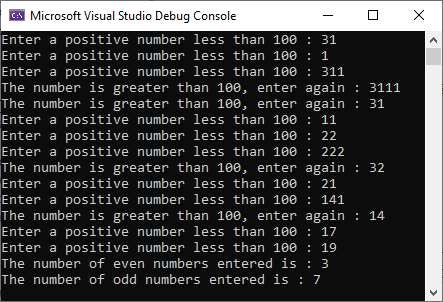 Microsoft Visual Studio Debug Console
Enter a positive number less than 100 : 31
Enter a positive number less than 100 : 1
Enter a positive number less than 100 : 311
The number is greater than 100, enter again : 3111
The number is greater than 100, enter again : 31
Enter a positive number less than 100 : 11
Enter a positive number less than 100 : 22
Enter a positive number less than 100 : 222
The number is greater than 100, enter again : 32
Enter a positive number less than 100 : 21
Enter a positive number less than 100 : 141
The number is greater than 100, enter again : 14
Enter a positive number less than 100 : 17
Enter a positive number less than 100 : 19
The number of even numbers entered is : 3
The number of odd numbers entered is : 7